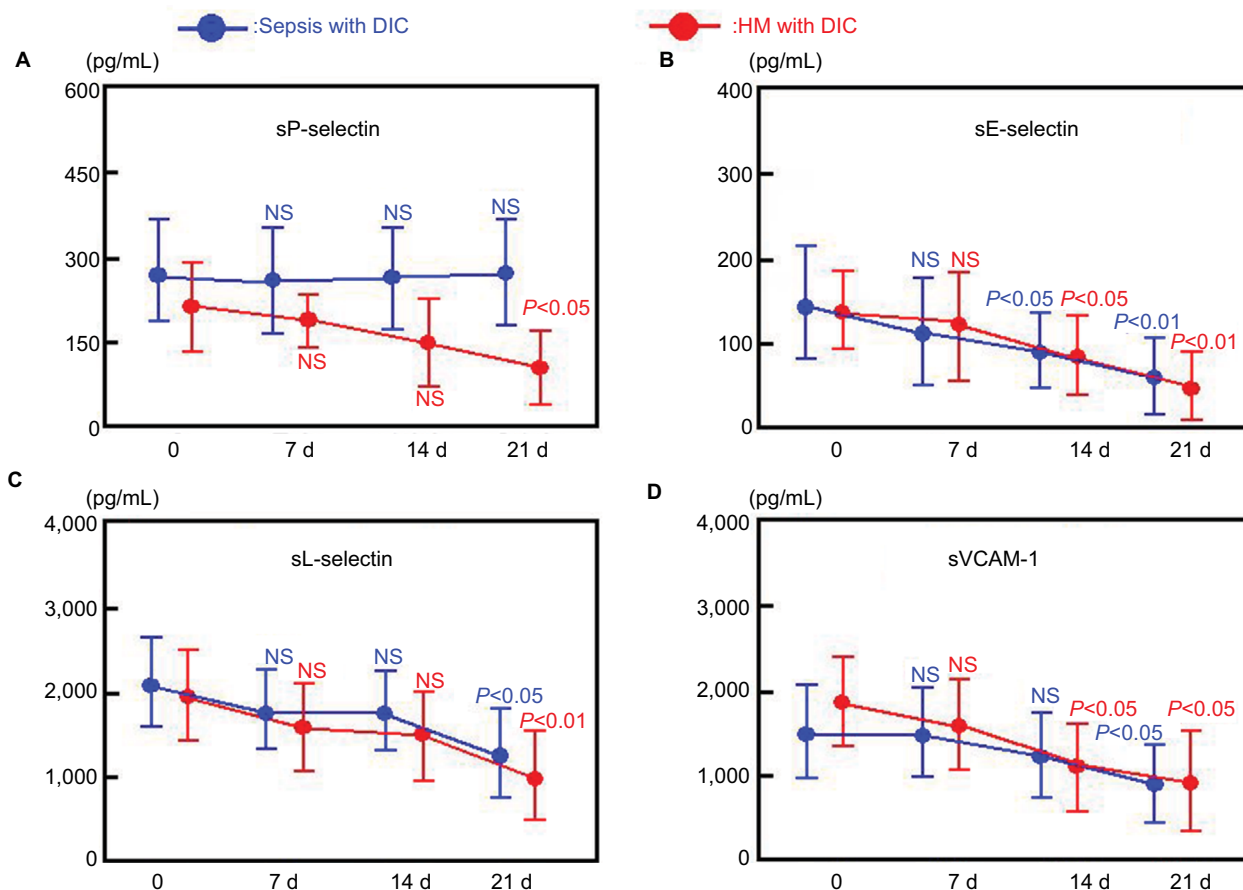 :Sepsis with DIC
:HM with DIC
A
(pg/mL)
600
sP-selectin
450
NS
NS
NS
300
P<0.05
150
NS
NS
0
0
7 d
14 d
21 d
B
(pg/mL)
400
sE-selectin
300
200
NS
NS
P<0.05
P<0.05
P<0.01
100
P<0.01
0
0
7 d
14 d
21 d
C
(pg/mL)
4,000
sL-selectin
3,000
NS
NS
NS
NS
2,000
P<0.05
P<0.01
1,000
0
0
7 d
14 d
21 d
D
(pg/mL)
4,000
sVCAM-1
3,000
NS
NS
2,000
NS
P<0.05
P<0.05
P<0.05
1,000
0
0
7 d
14 d
21 d